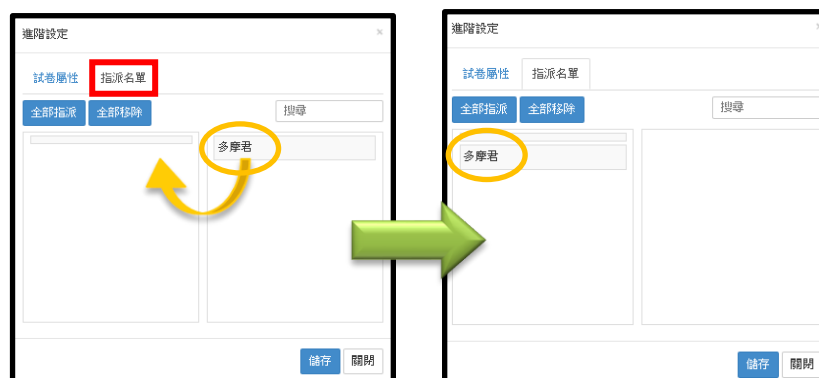 進階設定 ×
試卷屬性 指派名單
全部指派 全部移除 搜尋
多摩君
儲存 關閉
進階設定 ×
試卷屬性 指派名單
全部指派 全部移除 搜尋
多摩君
儲存 關閉